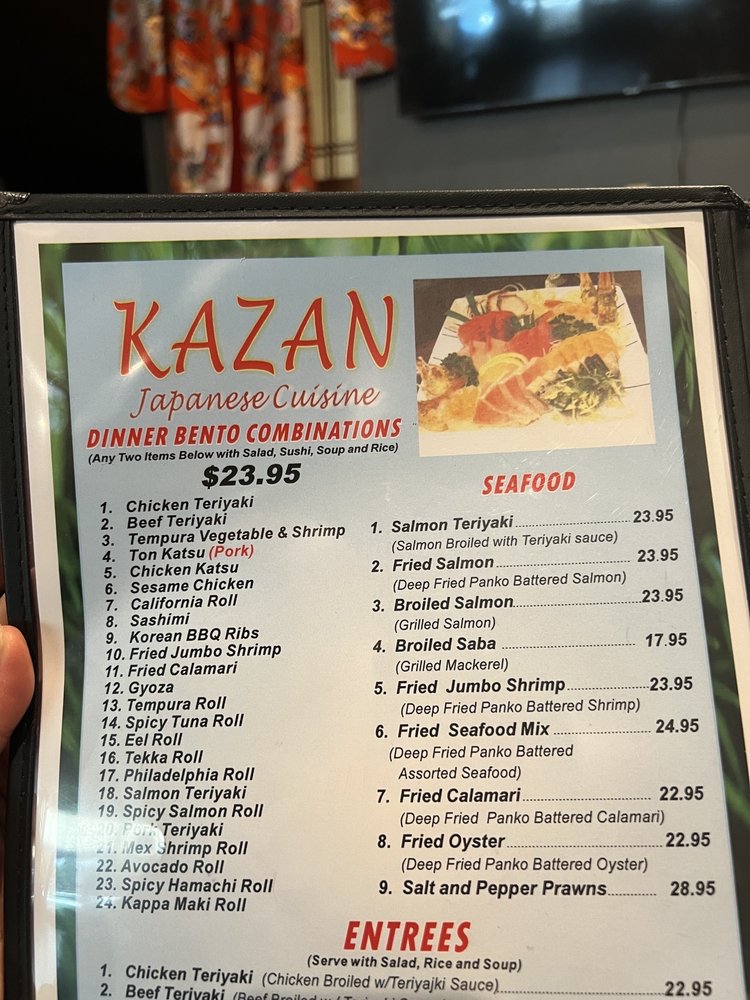 KAZAN
Japanese Cuisine
DINNER BENTO COMBINATIONS
(Any Two Items Below with Salad, Sushi, Soup and Rice)
$23.95
1. Chicken Teriyaki
2. Beef Teriyaki
3. Tempura Vegetable & Shrimp
4. Ton Katsu (Pork)
5. Chicken Katsu
6. Sesame Chicken
7. California Roll
8. Sashimi
9. Korean BBQ Ribs
10. Fried Jumbo Shrimp
11. Fried Calamari
12. Gyoza
13. Tempura Roll
14. Spicy Tuna Roll
15. Eel Roll
16. Tekka Roll
17. Philadelphia Roll
18. Salmon Teriyaki
19. Spicy Salmon Roll
20. Pork Teriyaki
21. Mex Shrimp Roll
22. Avocado Roll
23. Spicy Hamachi Roll
24. Kappa Maki Roll
SEAFOOD
1. Salmon Teriyaki 23.95
(Salmon Broiled with Teriyaki sauce)
2. Fried Salmon 23.95
(Deep Fried Panko Battered Salmon)
3. Broiled Salmon 23.95
(Grilled Salmon)
4. Broiled Saba 17.95
(Grilled Mackerel)
5. Fried Jumbo Shrimp 23.95
(Deep Fried Panko Battered Shrimp)
6. Fried Seafood Mix 24.95
(Deep Fried Panko Battered
Assorted Seafood)
7. Fried Calamari 22.95
(Deep Fried Panko Battered Calamari)
8. Fried Oyster 22.95
(Deep Fried Panko Battered Oyster)
9. Salt and Pepper Prawns 28.95
ENTREES
(Serve with Salad, Rice and Soup)
1. Chicken Teriyaki (Chicken Broiled w/Teriyajki Sauce) 22.95
2. Beef Teriyaki (Beef Broiled w/